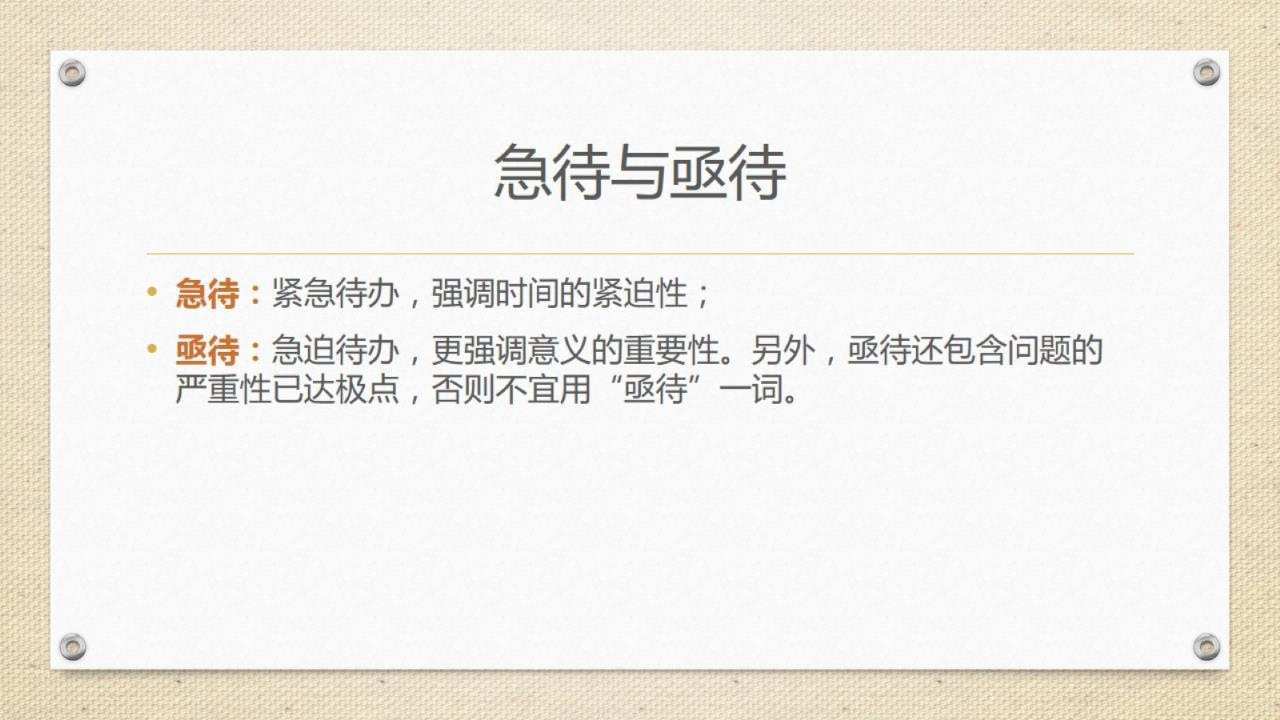 急待与亟待
• 急待：紧急待办，强调时间的紧迫性；
• 亟待：急迫待办，更强调意义的重要性。另外，亟待还包含问题的
严重性已达极点，否则不宜用“亟待”一词。